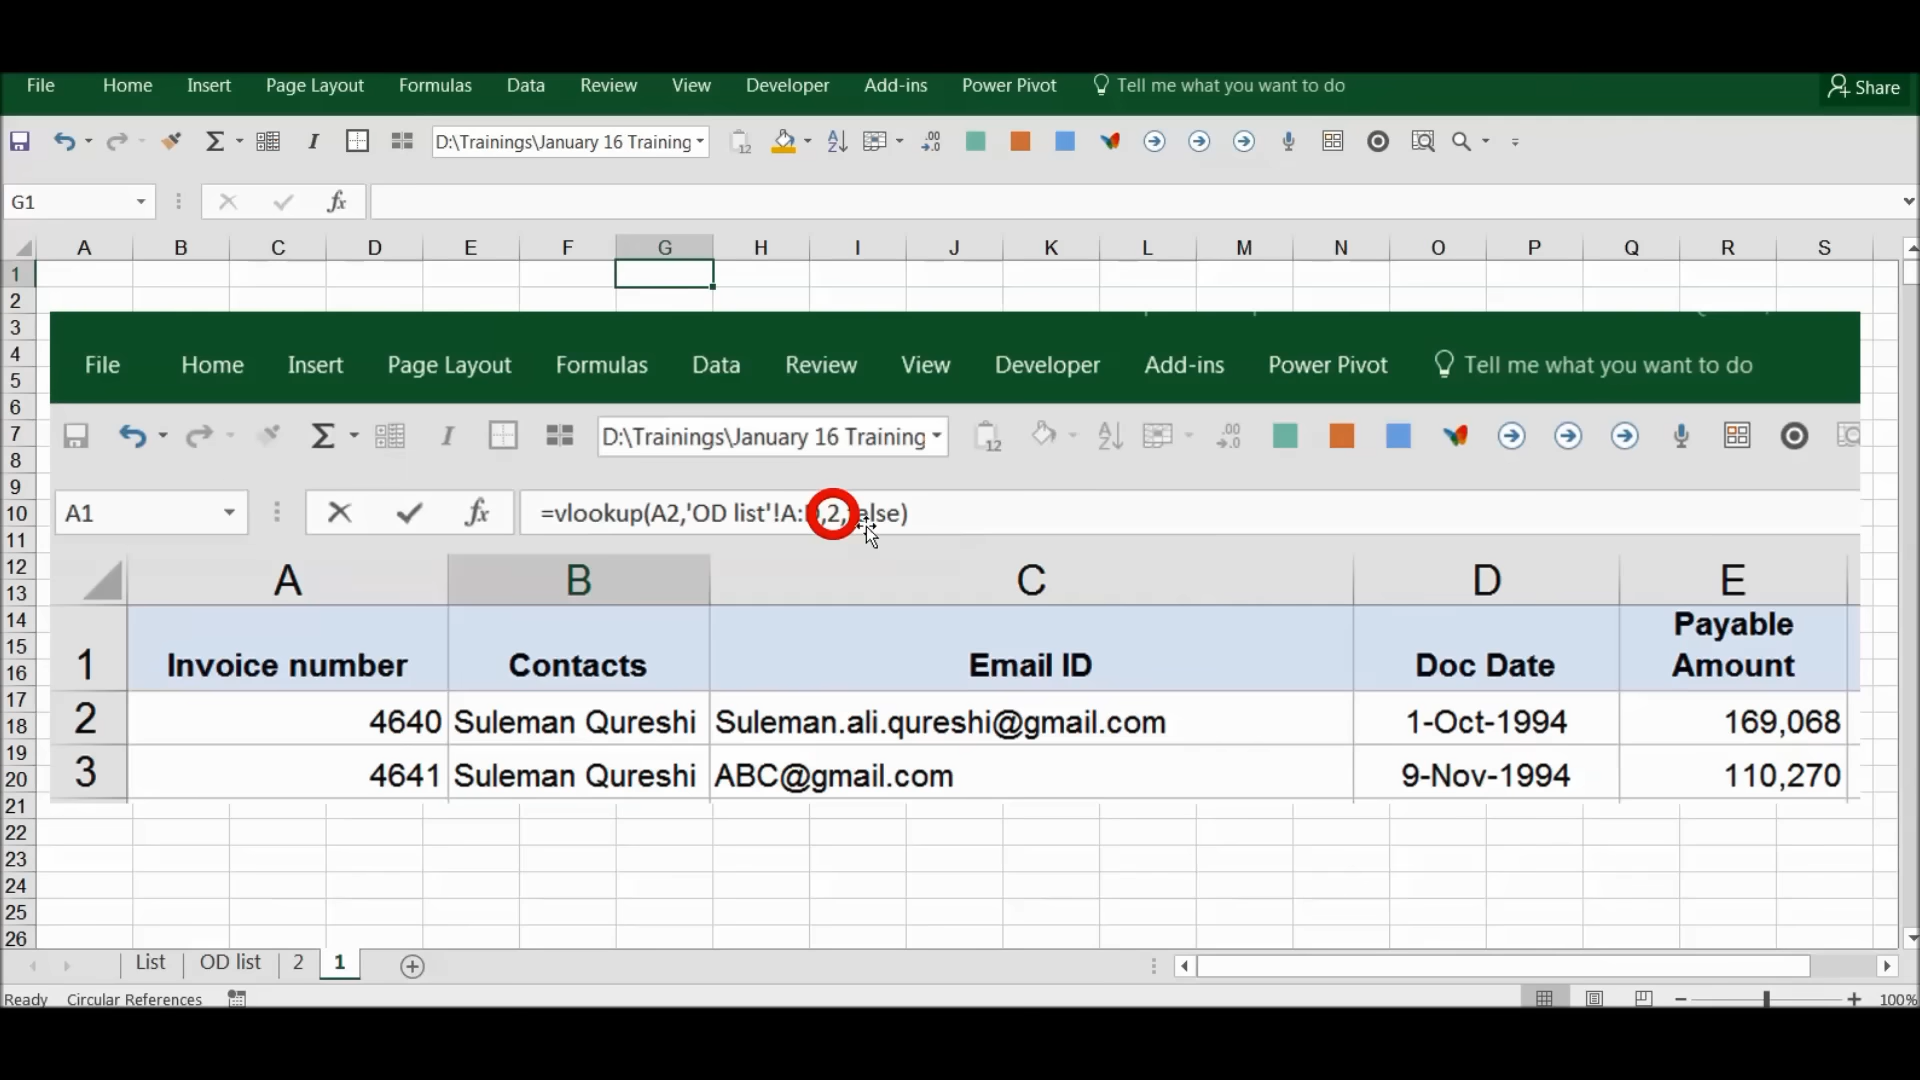 File Home Insert Page Layout Formulas Data Review View Developer Add-ins Power Pivot Tell me what you want to do Share
D:\Trainings\January 16 Training
G1 fx
A B C D E F G H I J K L M N O P Q R S
1
2
3
4
5
6
7
8
9
10
11
12
13
14
15
16
17
18
19
20
21
22
23
24
25
26
File Home Insert Page Layout Formulas Data Review View Developer Add-ins Power Pivot Tell me what you want to do
D:\Trainings\January 16 Training
A1 fx =vlookup(A2,'OD list'!A:D,2,false)
A B C D E
1 Invoice number Contacts Email ID Doc Date Payable Amount
2 4640 Suleman Qureshi Suleman.ali.qureshi@gmail.com 1-Oct-1994 169,068
3 4641 Suleman Qureshi ABC@gmail.com 9-Nov-1994 110,270
List OD list 2 1
Ready Circular References 100%